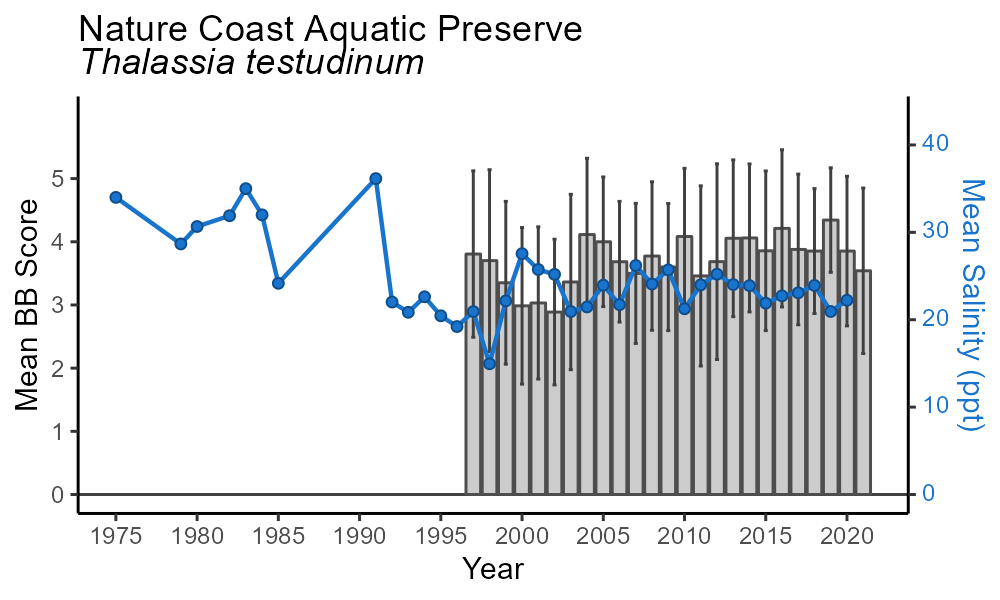 Nature Coast Aquatic Preserve
Thalassia testudinum
Mean BB Score
5
4
3
2
1
0
40
30
20
10
0
Mean Salinity (ppt)
1975 1980 1985 1990 1995 2000 2005 2010 2015 2020
Year